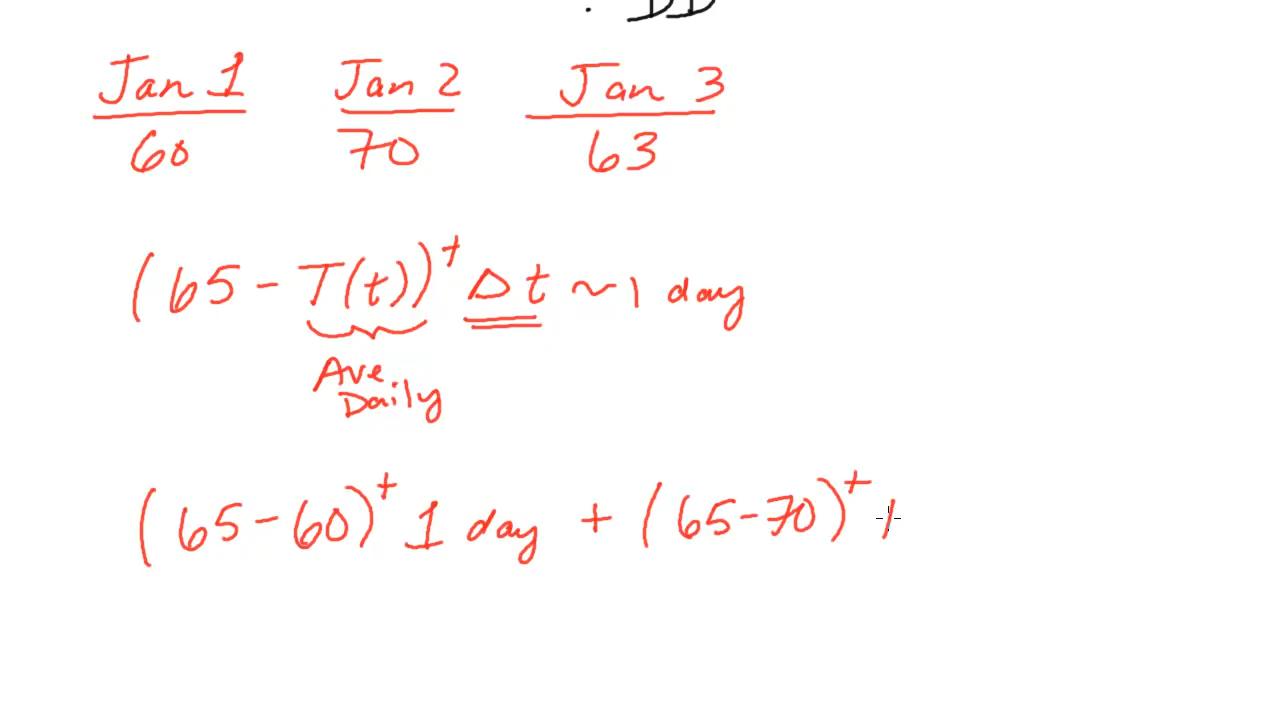 Jan 1 Jan 2 Jan 3
60 70 63
(65 - T(t))⁺ Δt ~ 1 day
Ave
Daily
(65 - 60)⁺ 1 day + (65 - 70)⁺ 1